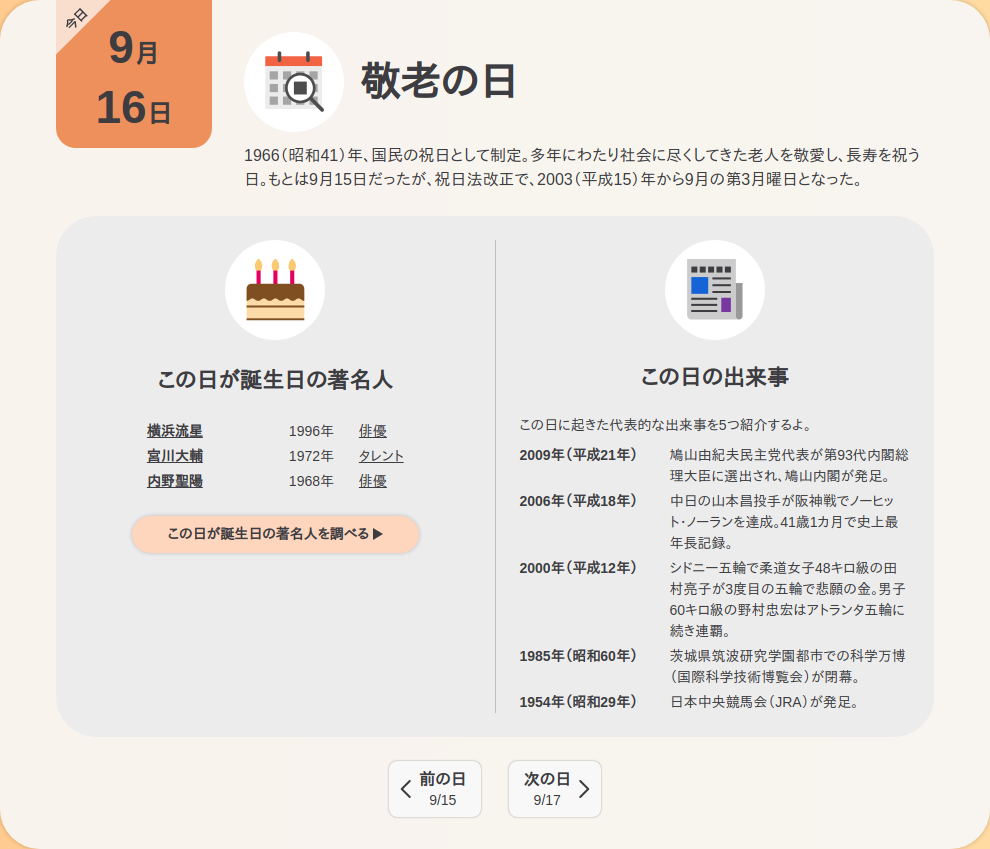 今日
9月
16日
敬老の日
1966(昭和41)年、国民の祝日として制定。多年にわたり社会に尽くしてきた老人を敬愛し、長寿を祝う
日。もとは9月15日だったが、祝日法改正で、2003(平成15)年から9月の第3月曜日となった。
この日が誕生日の著名人
横浜流星 1996年 俳優
宮川大輔 1972年 タレント
内野聖陽 1968年 俳優
この日が誕生日の著名人を調べる▶
この日の出来事
この日に起きた代表的な出来事を5つ紹介するよ。
2009年(平成21年) 鳩山由紀夫民主党代表が第93代内閣総
理大臣に選出され、鳩山内閣が発足。
2006年(平成18年) 中日の山本昌投手が阪神戦でノーヒッ
ト・ノーランを達成。41歳1カ月で史上最
年長記録。
2000年(平成12年) シドニー五輪で柔道女子48キロ級の田
村亮子が3度目の五輪で悲願の金。男子
60キロ級の野村忠宏はアトランタ五輪に
続き連覇。
1985年(昭和60年) 茨城県筑波研究学園都市での科学万博
(国際科学技術博覧会)が閉幕。
1954年(昭和29年) 日本中央競馬会(JRA)が発足。
前の日
9/15
次の日
9/17